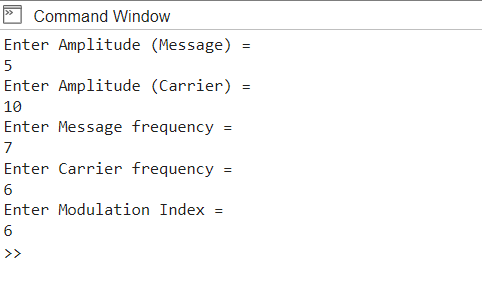 Command Window
Enter Amplitude (Message) =
5
Enter Amplitude (Carrier) =
10
Enter Message frequency =
7
Enter Carrier frequency =
6
Enter Modulation Index =
6
>>